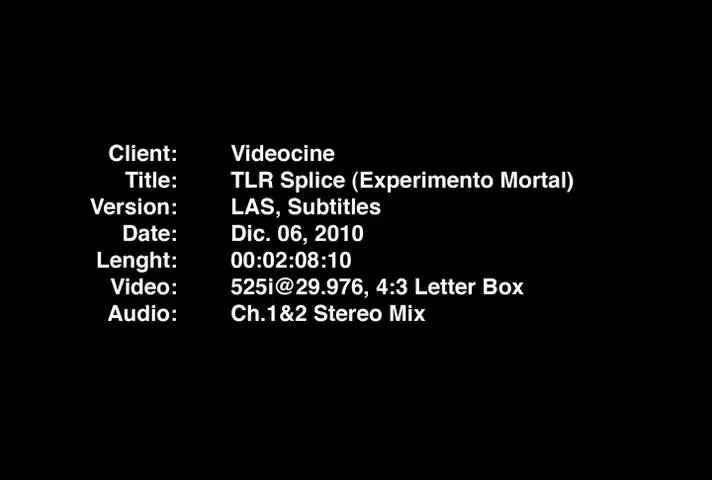 Client: Videocine
Title: TLR Splice (Experimento Mortal)
Version: LAS, Subtitles
Date: Dic. 06, 2010
Lenght: 00:02:08:10
Video: 525i@29.976, 4:3 Letter Box
Audio: Ch.1&2 Stereo Mix